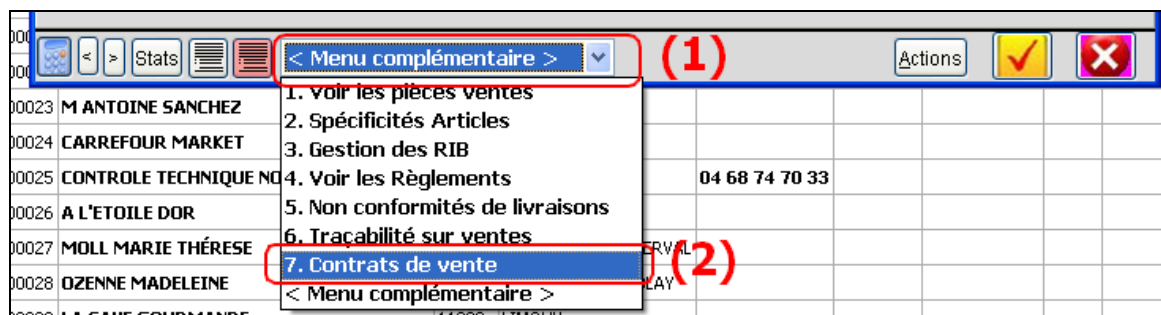 < > Stats < Menu complémentaire > (1) Actions
1. Voir les pièces ventes
00023 M ANTOINE SANCHEZ
2. Spécificités Articles
00024 CARREFOUR MARKET
3. Gestion des RIB
00025 CONTROLE TECHNIQUE NO 4. Voir les Règlements 04 68 74 70 33
00026 A L'ETOILE DOR 5. Non conformités de livraisons
6. Traçabilité sur ventes
00027 MOLL MARIE THÉRESE ERVAL
7. Contrats de vente (2)
00028 OZENNE MADELEINE LAY
< Menu complémentaire >